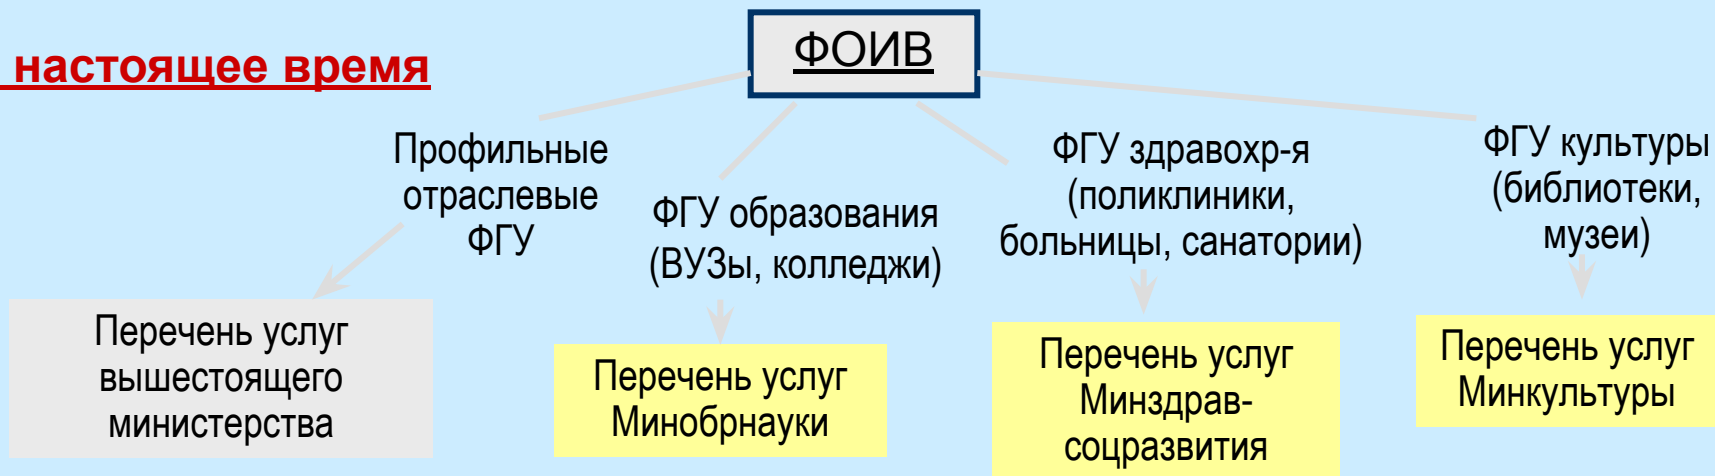 настоящее время
ФОИВ
Профильные
отраслевые
ФГУ
ФГУ образования
(ВУЗы, колледжи)
ФГУ здравохр-я
(поликлиники,
больницы, санатории)
ФГУ культуры
(библиотеки,
музеи)
Перечень услуг
вышестоящего
министерства
Перечень услуг
Минобрнауки
Перечень услуг
Минздрав-
соцразвития
Перечень услуг
Минкультуры